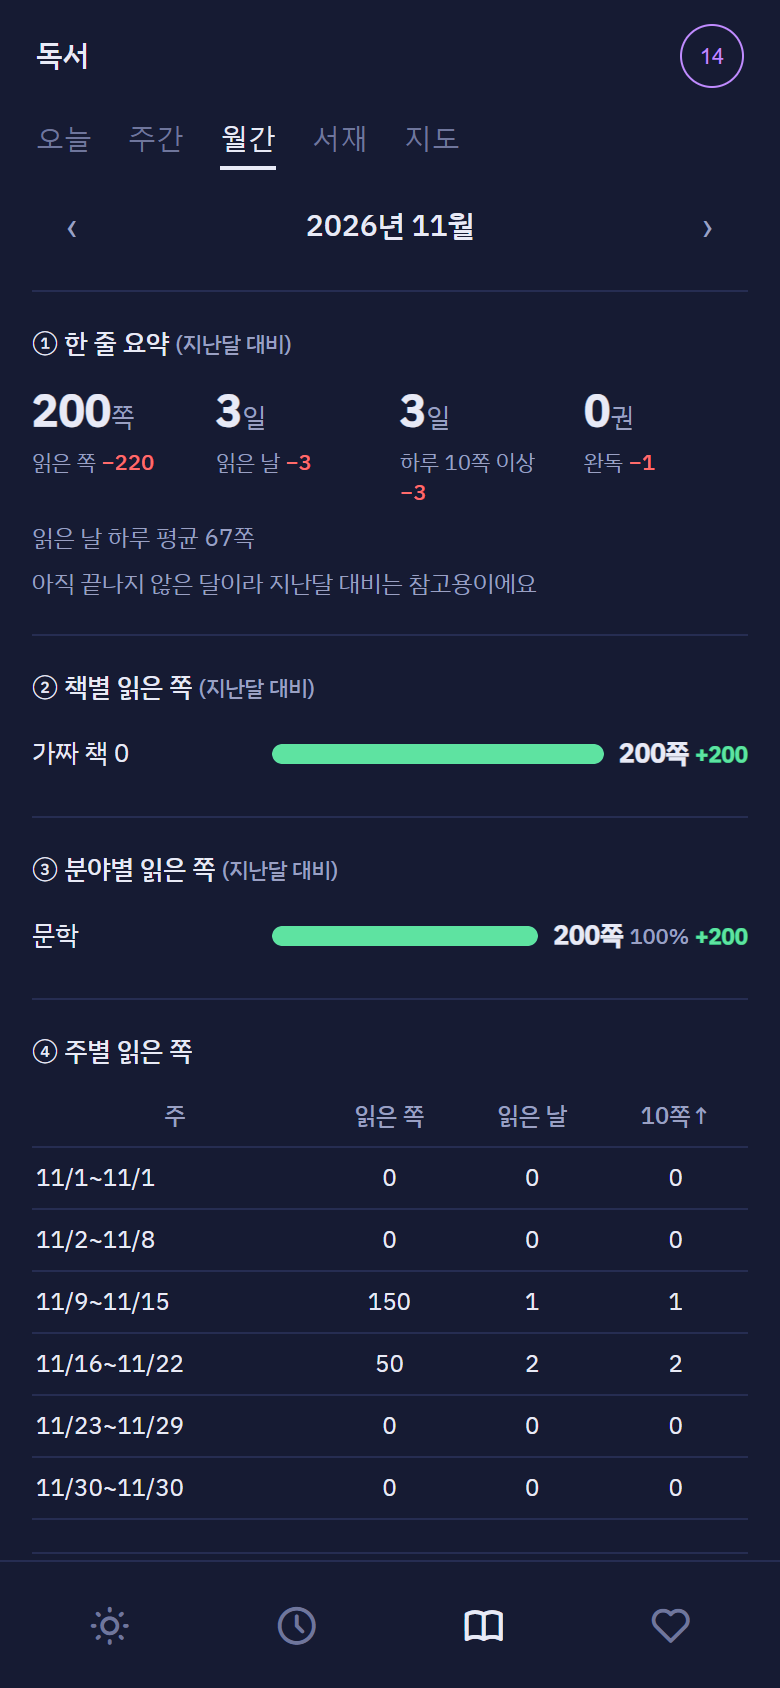 독서
14
오늘 주간 월간 서재 지도
‹ 2026년 11월 ›
① 한 줄 요약 (지난달 대비)
200쪽 3일 3일 0권
읽은 쪽 −220 읽은 날 −3 하루 10쪽 이상 −3 완독 −1
읽은 날 하루 평균 67쪽
아직 끝나지 않은 달이라 지난달 대비는 참고용이에요
② 책별 읽은 쪽 (지난달 대비)
가짜 책 0 200쪽 +200
③ 분야별 읽은 쪽 (지난달 대비)
문학 200쪽 100% +200
④ 주별 읽은 쪽
주 읽은 쪽 읽은 날 10쪽↑
11/1~11/1 0 0 0
11/2~11/8 0 0 0
11/9~11/15 150 1 1
11/16~11/22 50 2 2
11/23~11/29 0 0 0
11/30~11/30 0 0 0